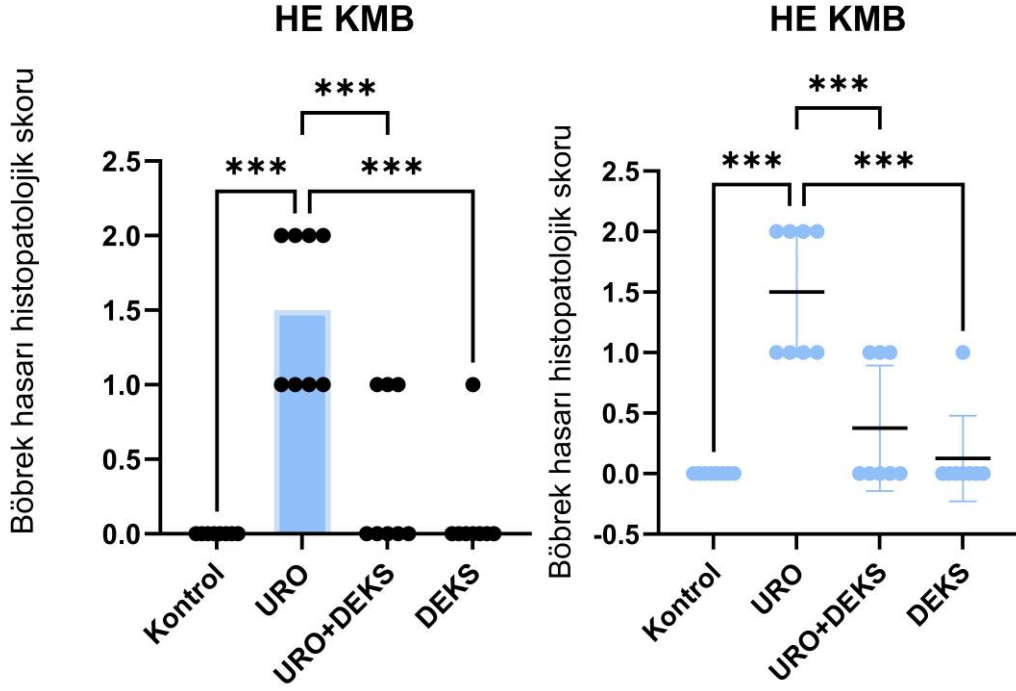 HE KMB
Böbrek hasarı histopatolojik skoru
***
***
***
2.5
2.0
1.5
1.0
0.5
0.0
Kontrol
URO
URO+DEKS
DEKS
HE KMB
Böbrek hasarı histopatolojik skoru
***
***
***
2.5
2.0
1.5
1.0
0.5
0.0
-0.5
Kontrol
URO
URO+DEKS
DEKS